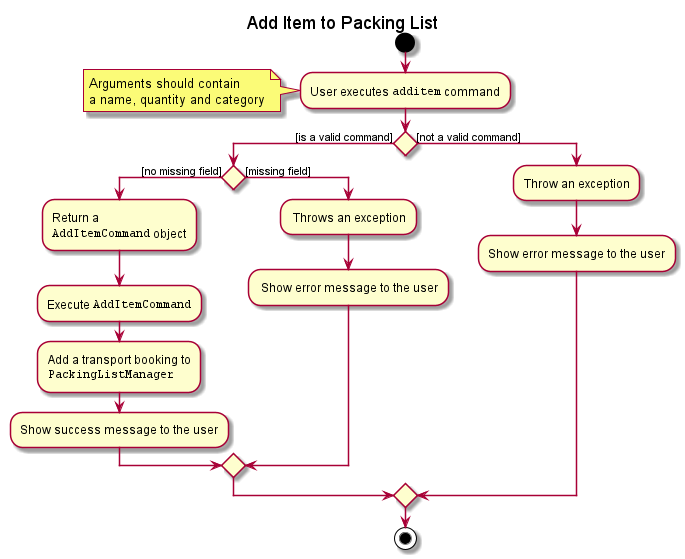 Add Item to Packing List
Arguments should contain
a name, quantity and category
User executes additem command
[is a valid command]
[not a valid command]
[no missing field]
[missing field]
Return a
AddItemCommand object
Execute AddItemCommand
Add a transport booking to
PackingListManager
Show success message to the user
Throws an exception
Show error message to the user
Throw an exception
Show error message to the user